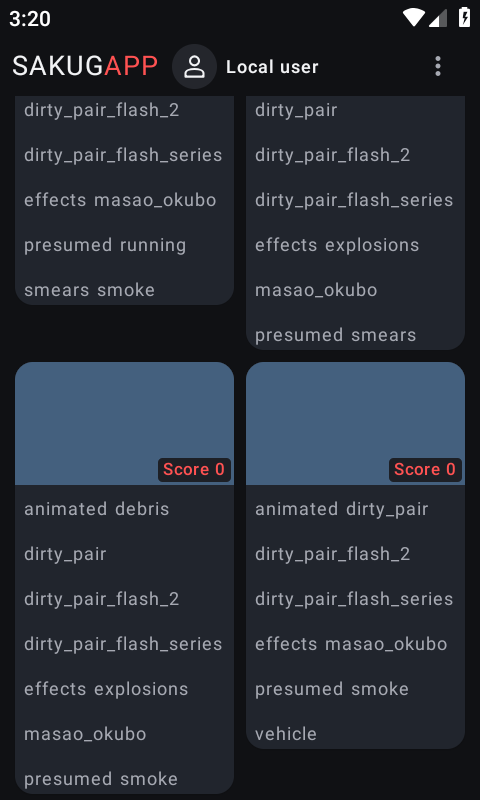 3:20
SAKUGAPP
Local user
dirty_pair_flash_2
dirty_pair_flash_series
effects masao_okubo
presumed running
smears smoke
dirty_pair
dirty_pair_flash_2
dirty_pair_flash_series
effects explosions
masao_okubo
presumed smears
Score 0
animated debris
dirty_pair
dirty_pair_flash_2
dirty_pair_flash_series
effects explosions
masao_okubo
presumed smoke
Score 0
animated dirty_pair
dirty_pair_flash_2
dirty_pair_flash_series
effects masao_okubo
presumed smoke
vehicle